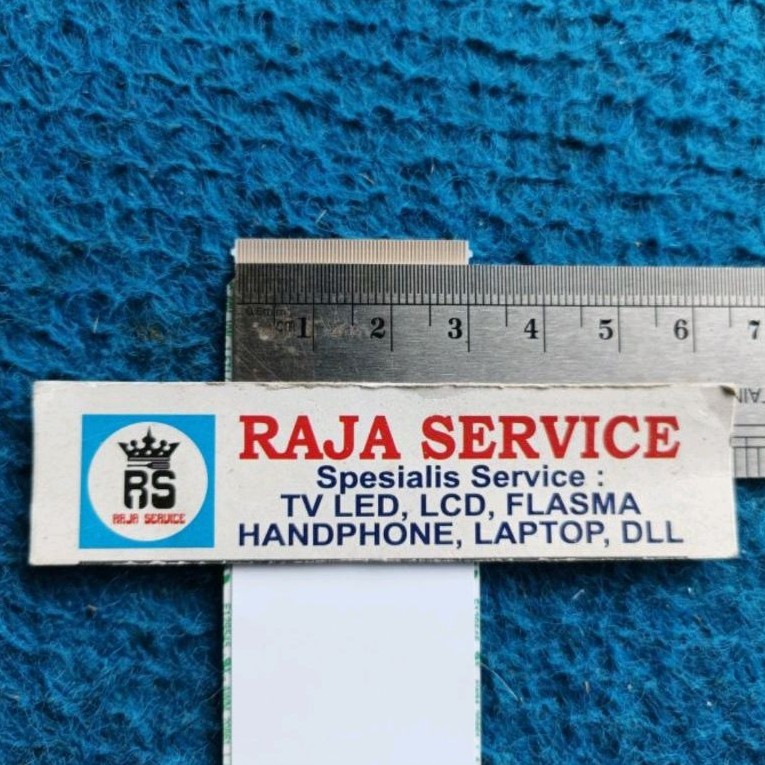 1 2 3 4 5 6 7
RAJA SERVICE
Spesialis Service :
TV LED, LCD, FLASMA
HANDPHONE, LAPTOP, DLL
RS
RAJA SERVICE